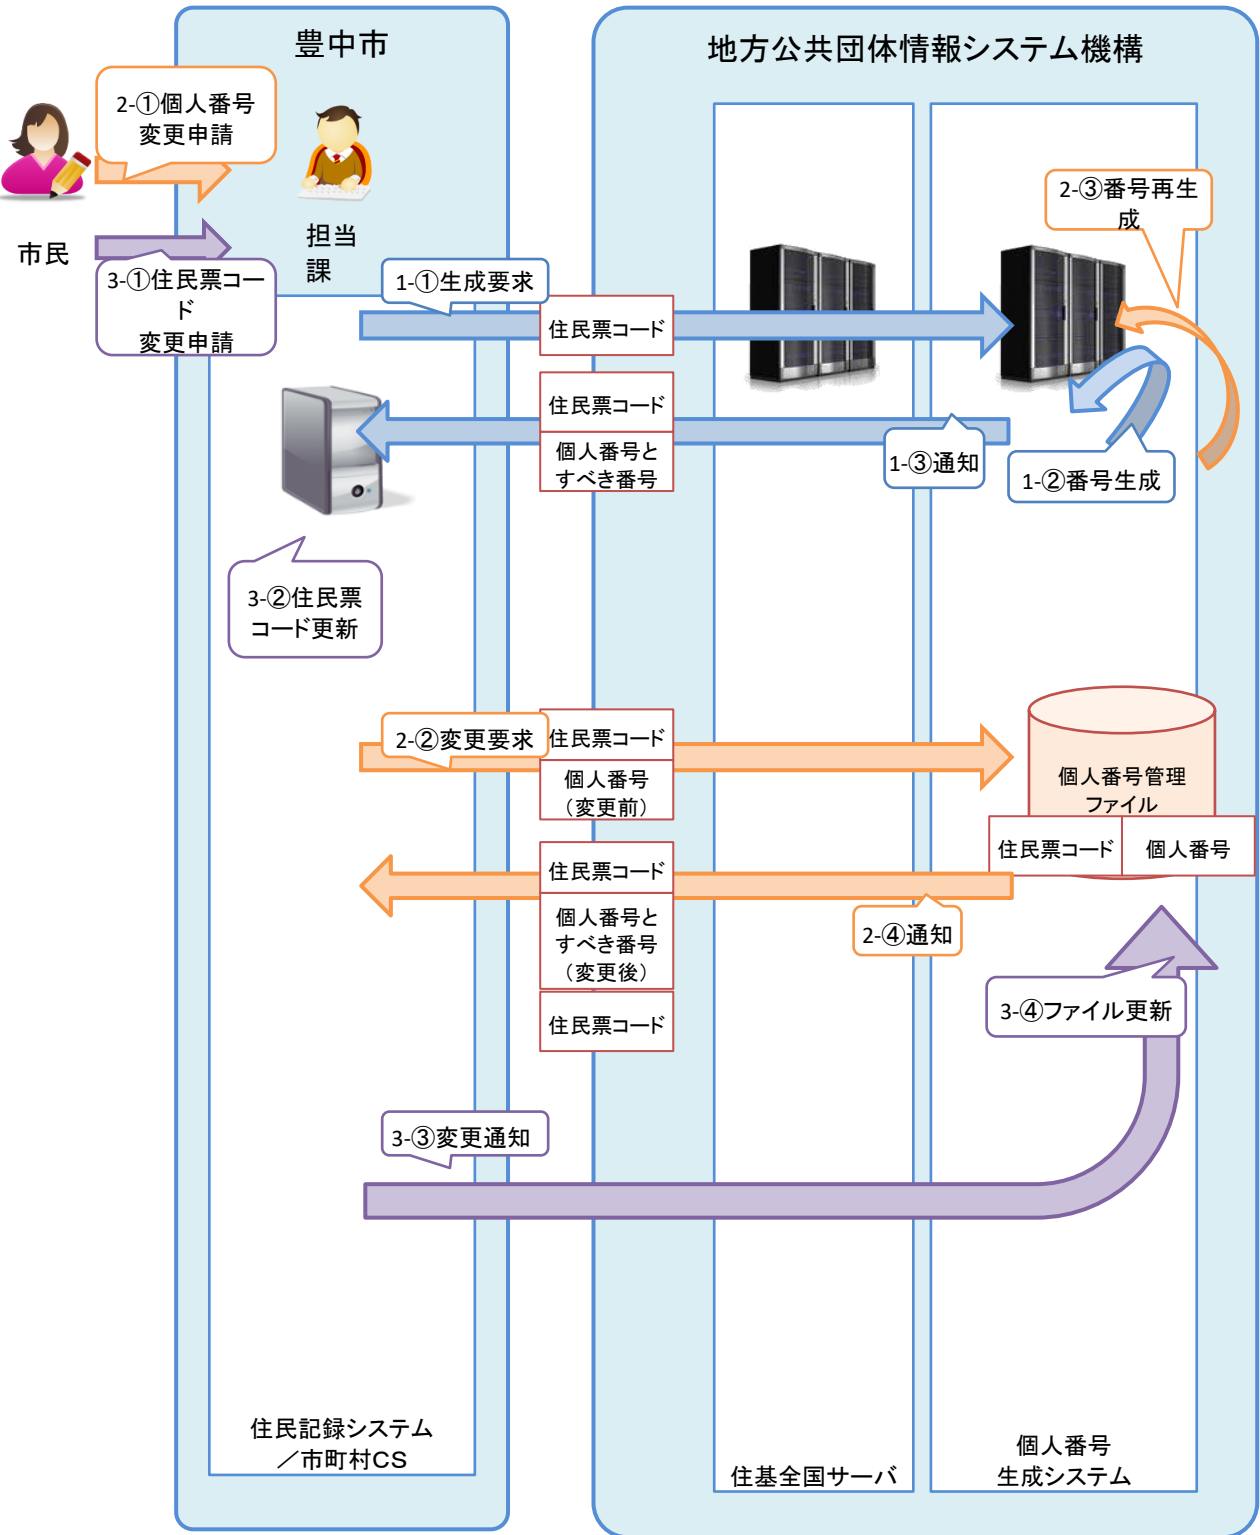 豊中市
地方公共団体情報システム機構
2-①個人番号
変更申請
2-③番号再生
成
市民
担当
課
3-①住民票コー
ド
変更申請
1-①生成要求
住民票コード
住民票コード
個人番号と
すべき番号
1-③通知
1-②番号生成
3-②住民票
コード更新
2-②変更要求
住民票コード
個人番号
（変更前）
個人番号管理
ファイル
住民票コード
個人番号
住民票コード
個人番号と
すべき番号
（変更後）
2-④通知
住民票コード
3-④ファイル更新
3-③変更通知
住民記録システム
／市町村CS
住基全国サーバ
個人番号
生成システム